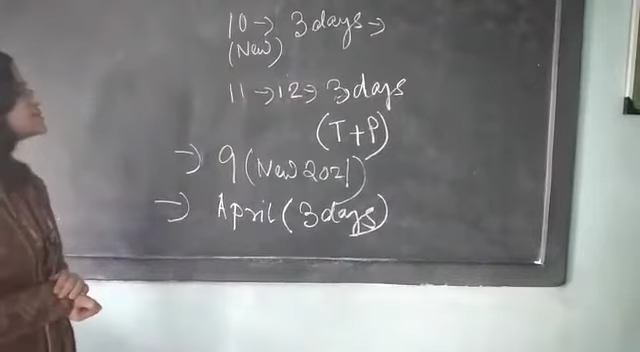 10 → 3 days →
(New)
11 → 12 → 3 days
(T+P)
→ 9 (New 2021)
→ April (3 days)